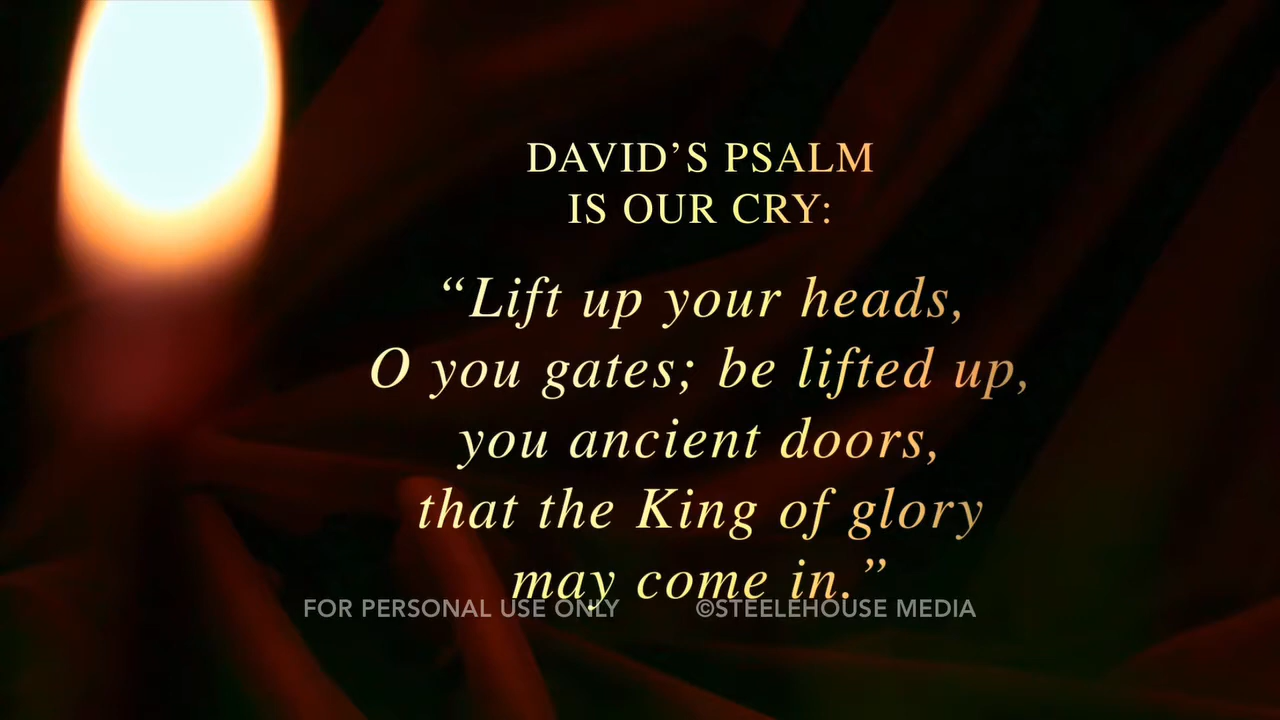 DAVID’S PSALM
IS OUR CRY:
“Lift up your heads,
O you gates; be lifted up,
you ancient doors,
that the King of glory
may come in.”
FOR PERSONAL USE ONLY ©STEELEHOUSE MEDIA